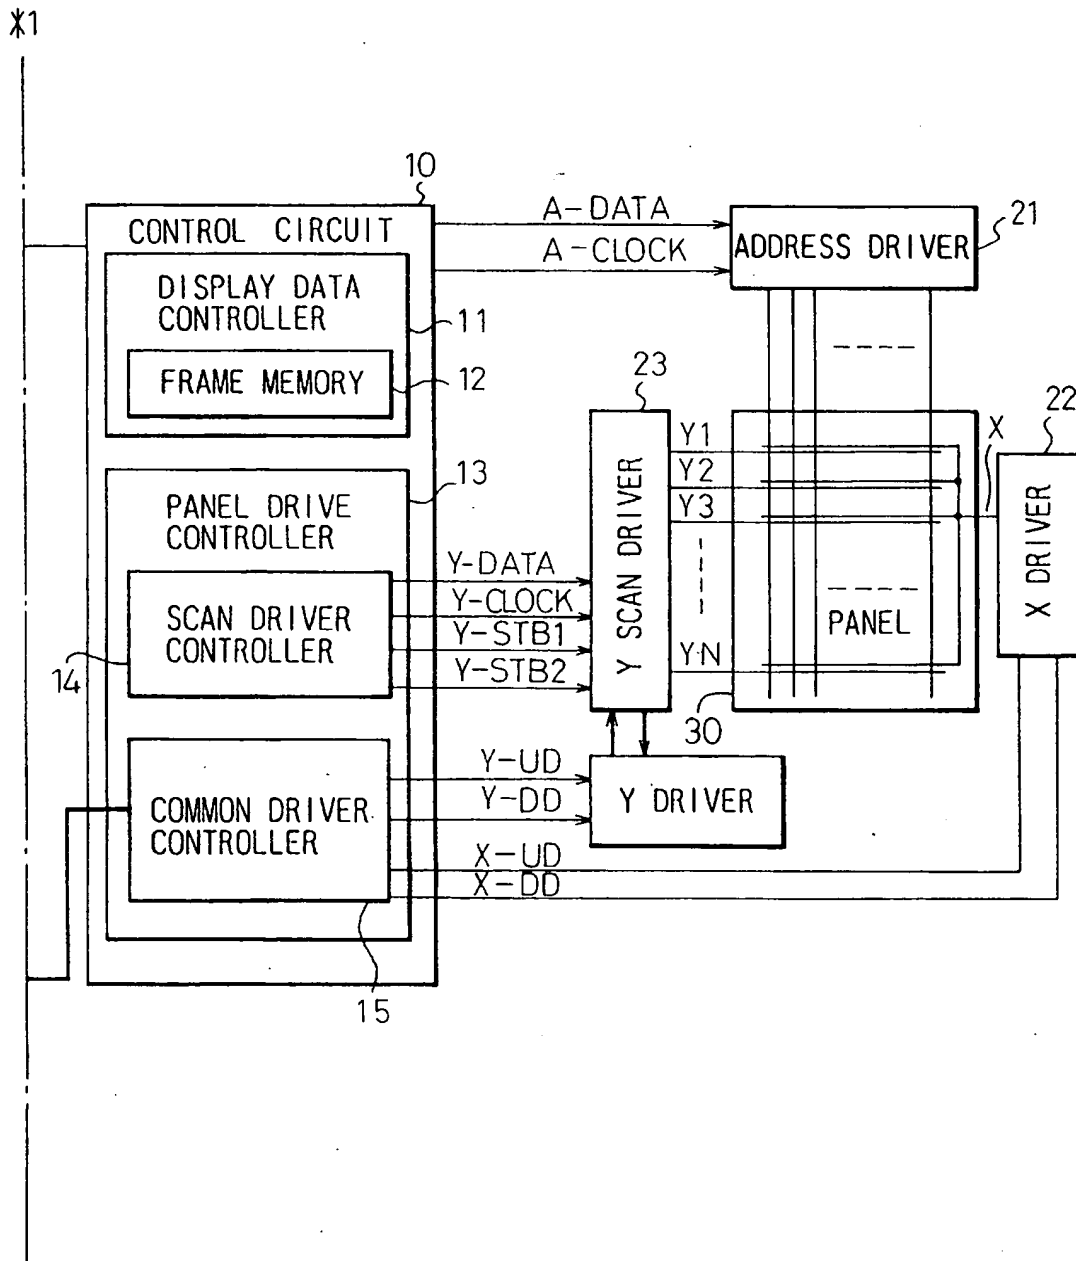 ※1
10
CONTROL CIRCUIT
DISPLAY DATA
CONTROLLER
11
FRAME MEMORY
12
A-DATA
A-CLOCK
ADDRESS DRIVER
21
23
Y SCAN DRIVER
Y1
Y2
Y3
YN
X
22
X DRIVER
PANEL
30
13
PANEL DRIVE
CONTROLLER
SCAN DRIVER
CONTROLLER
14
Y-DATA
Y-CLOCK
Y-STB1
Y-STB2
COMMON DRIVER
CONTROLLER
15
Y-UD
Y-DD
Y DRIVER
X-UD
X-DD